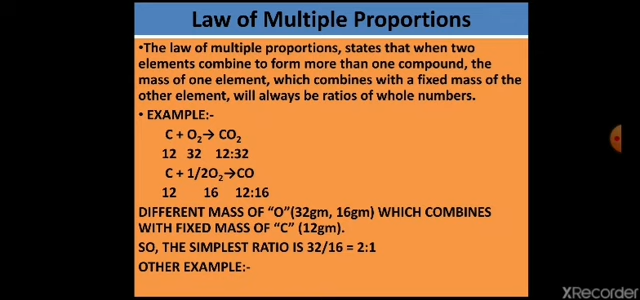 Law of Multiple Proportions
•The law of multiple proportions, states that when two
elements combine to form more than one compound, the
mass of one element, which combines with a fixed mass of the
other element, will always be ratios of whole numbers.
• EXAMPLE:-
C + O₂→ CO₂
12 32 12:32
C + 1/2O₂→CO
12 16 12:16
DIFFERENT MASS OF “O”(32gm, 16gm) WHICH COMBINES
WITH FIXED MASS OF “C” (12gm).
SO, THE SIMPLEST RATIO IS 32/16 = 2:1
OTHER EXAMPLE:-
XRecorder